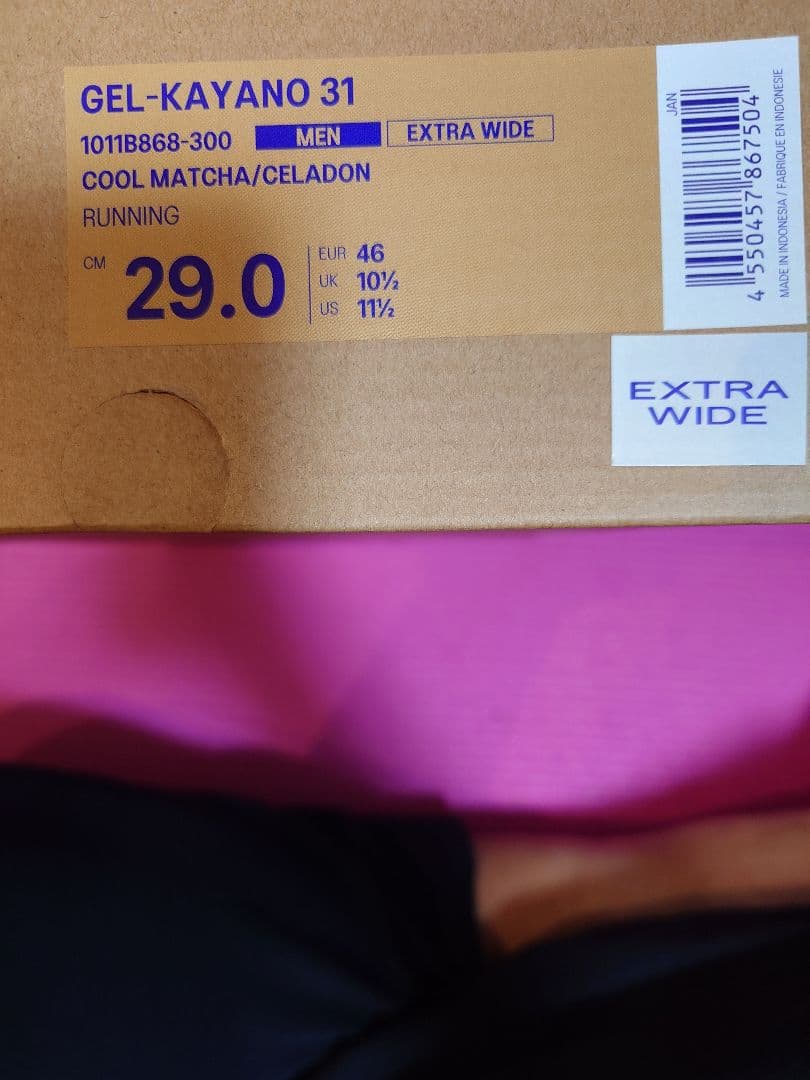 GEL-KAYANO 31
1011B868-300 MEN EXTRA WIDE
COOL MATCHA/CELADON
RUNNING
CM 29.0
EUR 46
UK 10½
US 11½
JAN
4 550457 867504
MADE IN INDONESIA / FABRIQUE EN INDONESIE
EXTRA
WIDE